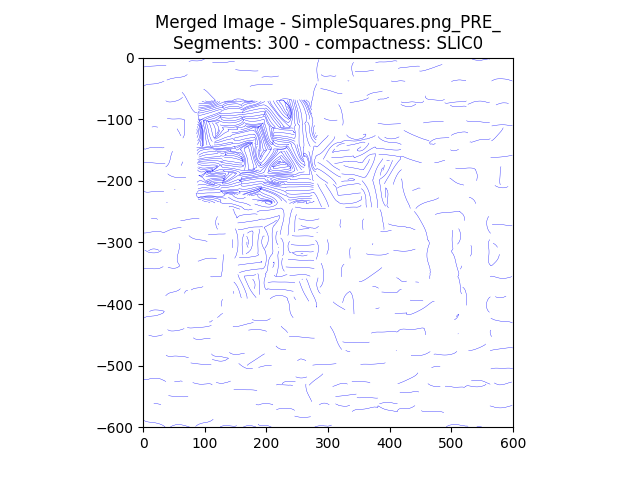 Merged Image - SimpleSquares.png_PRE_
Segments: 300 - compactness: SLIC0
0
−100
−200
−300
−400
−500
−600
0 100 200 300 400 500 600